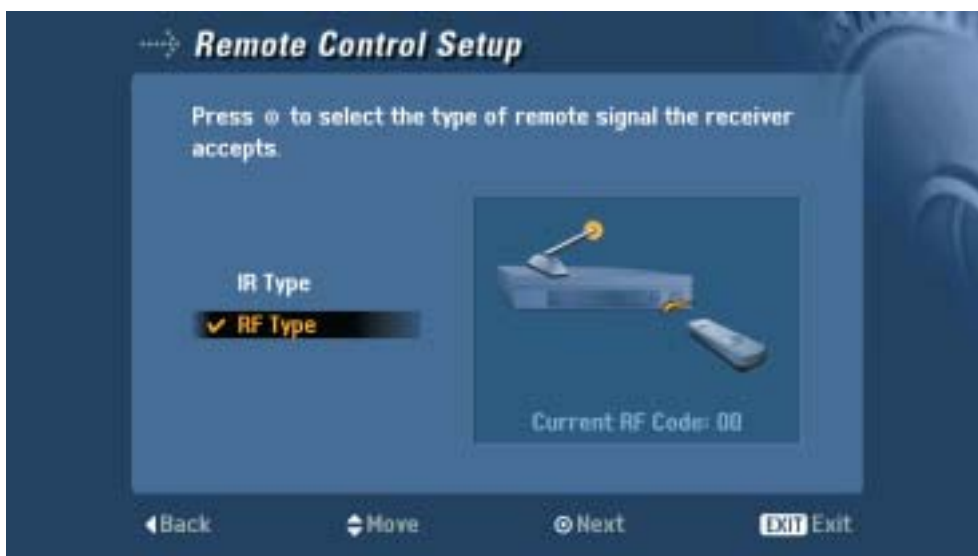 Remote Control Setup
Press ⊙ to select the type of remote signal the receiver
accepts.
IR Type
✓ RF Type
Current RF Code: 00
◀Back ◆Move ⊙Next EXIT Exit